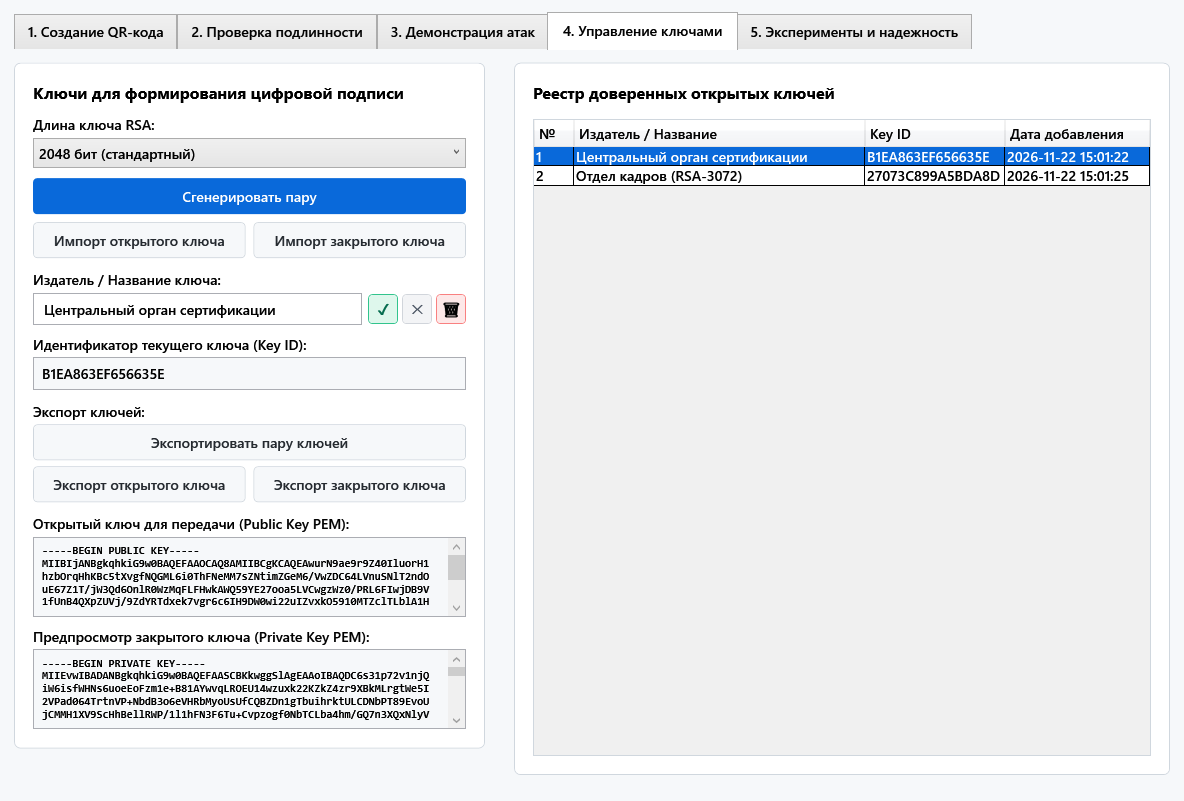 1. Создание QR-кода
2. Проверка подлинности
3. Демонстрация атак
4. Управление ключами
5. Эксперименты и надежность
Ключи для формирования цифровой подписи
Длина ключа RSA:
2048 бит (стандартный)
Сгенерировать пару
Импорт открытого ключа
Импорт закрытого ключа
Издатель / Название ключа:
Центральный орган сертификации
Идентификатор текущего ключа (Key ID):
B1EA863EF656635E
Экспорт ключей:
Экспортировать пару ключей
Экспорт открытого ключа
Экспорт закрытого ключа
Открытый ключ для передачи (Public Key PEM):
-----BEGIN PUBLIC KEY-----
MIIBIjANBgkqhkiG9w0BAQEFAAOCAQ8AMIIBCgKCAQEAwurN9ae9r9Z40IluorH1
hzbOrqHhKBc5tXvgfNQGML6i0ThFNeMM7sZNtimZGeM6/VwZDC64LVnuSNlT2ndO
uE67Z1T/jW3Qd6OnlR0WzMqFLFHwkAWQ59YE27ooa5LVCwgzWz0/PRL6FIwjDB9V
1fUnB4QXpZUVj/9ZdYRTdxek7vgr6c6IH9DW0wi22uIZvxkO5910MTZclTLblA1H
Предпросмотр закрытого ключа (Private Key PEM):
-----BEGIN PRIVATE KEY-----
MIIEvwIBADANBgkqhkiG9w0BAQEFAASCBKkwggSlAgEAAoIBAQDC6s31p72v1njQ
iW6isfWHNs6uoEoFzm1e+B81AYwvqLROEU14wzuxk22KZkZ4zr9XBkMLrgtWe5I
2VPad064TrtnVP+NbdB3o6eVHRbMyoUsUfCQBZDn1gTbuihrktULCDNbPT89EvoU
jCMMH1XV9ScHhBellRWP/1l1hFN3F6Tu+Cvpzogf0NbTCLba4hm/GQ7n3XQxNlyV
Реестр доверенных открытых ключей
№ Издатель / Название Key ID Дата добавления
1 Центральный орган сертификации B1EA863EF656635E 2026-11-22 15:01:22
2 Отдел кадров (RSA-3072) 27073C899A5BDA8D 2026-11-22 15:01:25